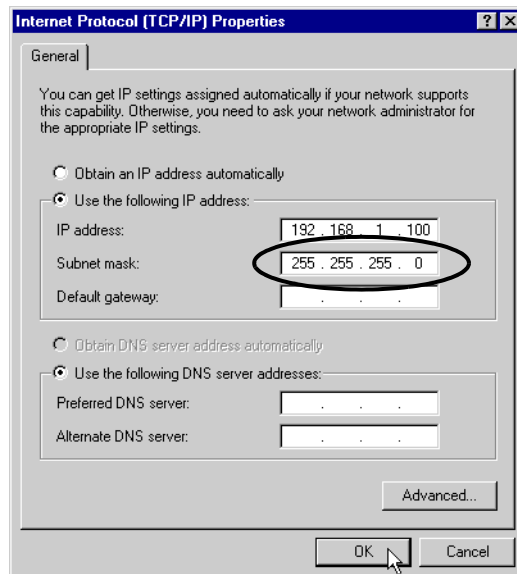 Internet Protocol (TCP/IP) Properties
General
You can get IP settings assigned automatically if your network supports
this capability. Otherwise, you need to ask your network administrator for
the appropriate IP settings.
Obtain an IP address automatically
Use the following IP address:
IP address: 192 . 168 . 1 . 100
Subnet mask: 255 . 255 . 255 . 0
Default gateway: . . .
Obtain DNS server address automatically
Use the following DNS server addresses:
Preferred DNS server: . . .
Alternate DNS server: . . .
Advanced...
OK Cancel